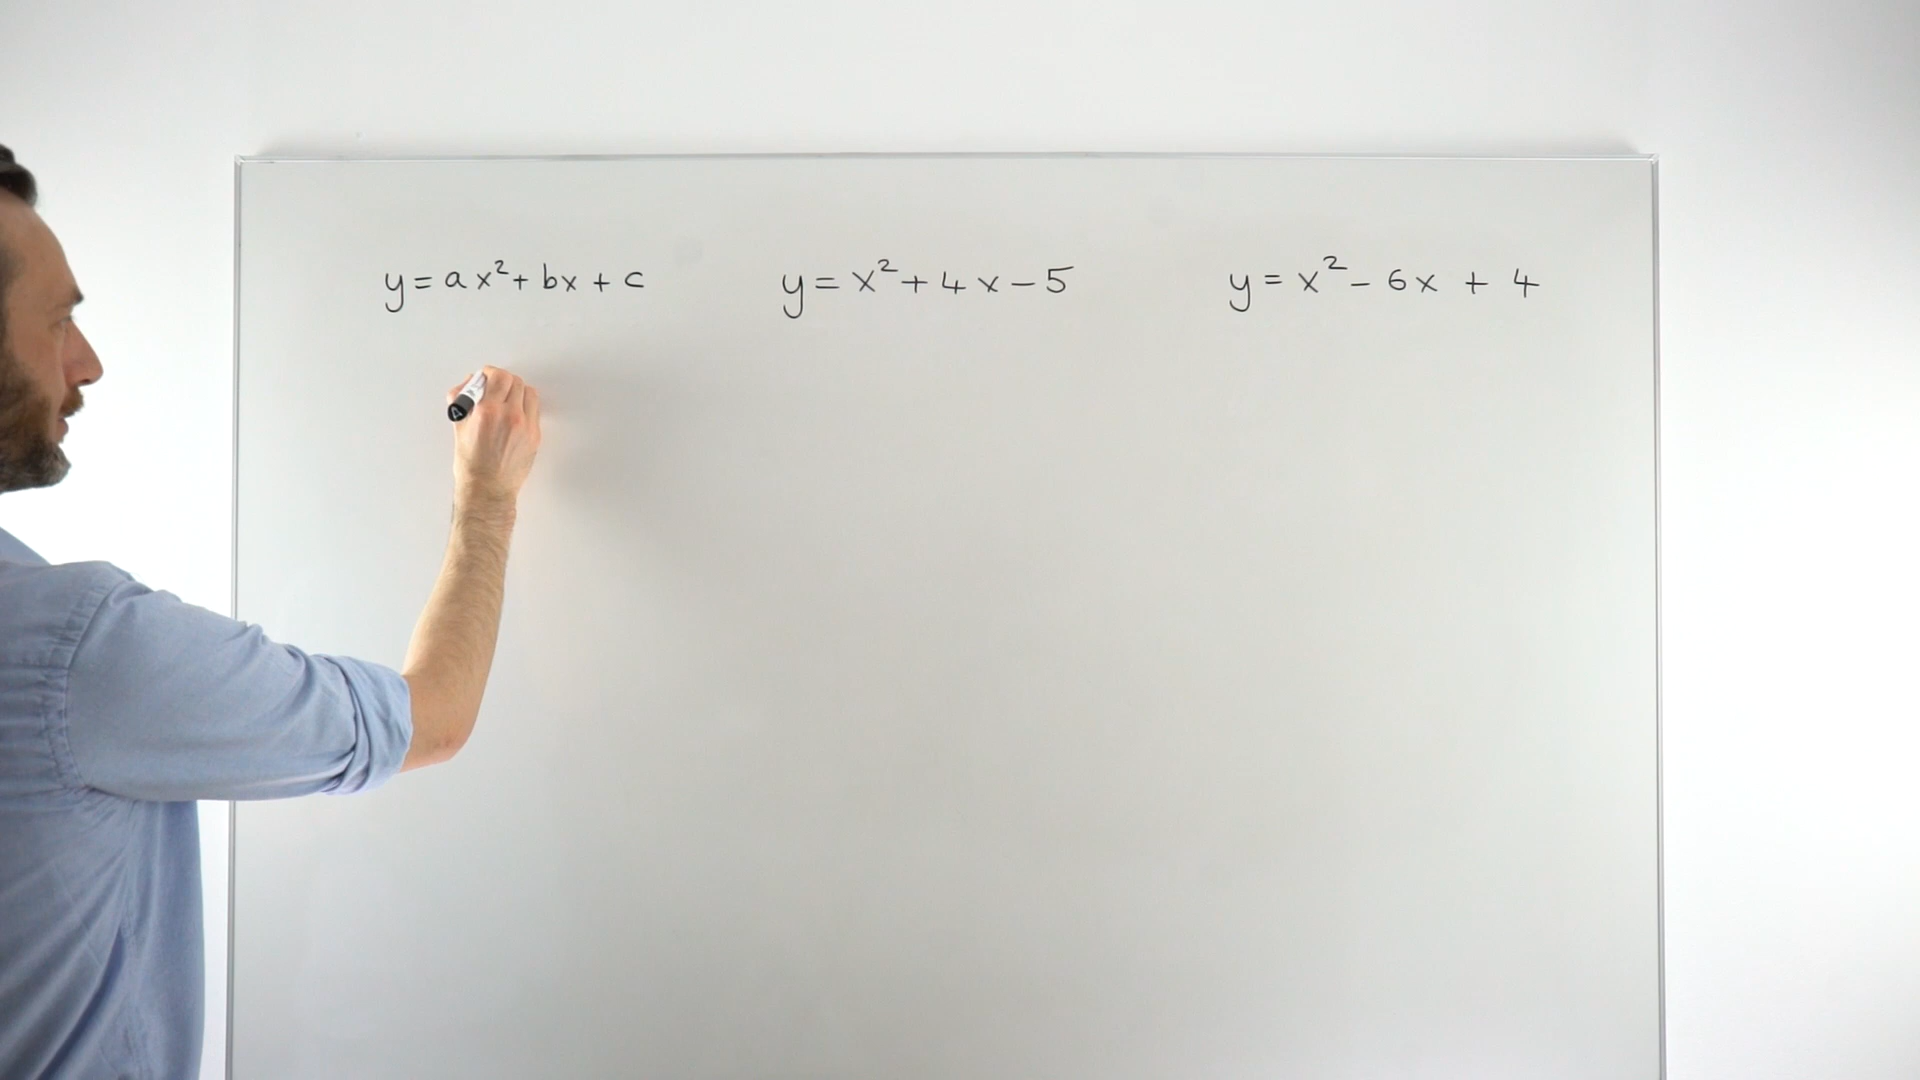 y = ax² + bx + c
y = x² + 4x - 5
y = x² - 6x + 4